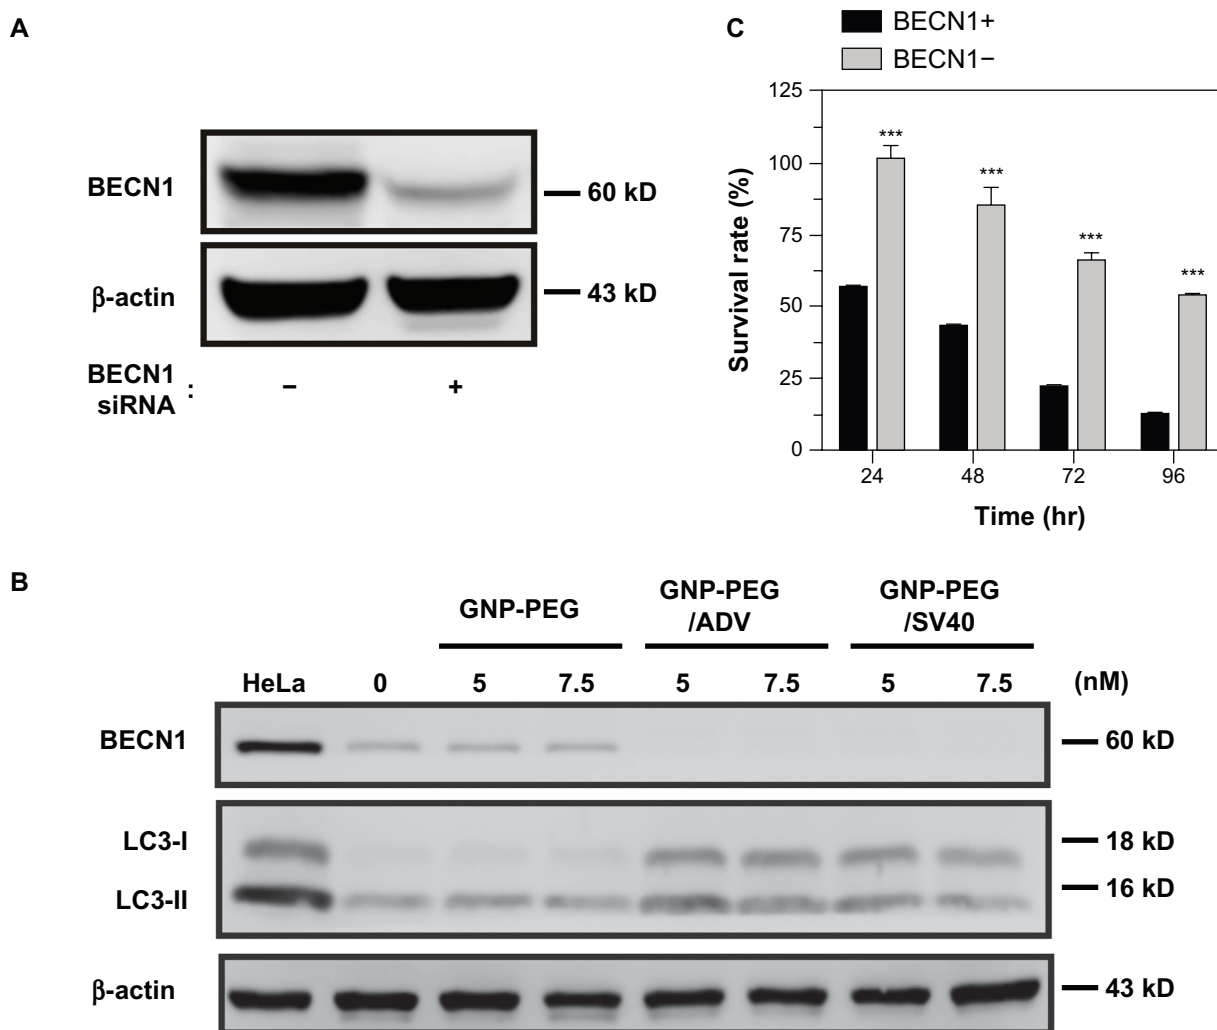 A
BECN1
60 kD
β-actin
43 kD
BECN1
siRNA
:
−
+
C
BECN1+
BECN1−
Survival rate (%)
125
100
75
50
25
0
***
***
***
***
24
48
72
96
Time (hr)
B
GNP-PEG
GNP-PEG
/ADV
GNP-PEG
/SV40
HeLa
0
5
7.5
5
7.5
5
7.5
(nM)
BECN1
60 kD
LC3-I
18 kD
LC3-II
16 kD
β-actin
43 kD